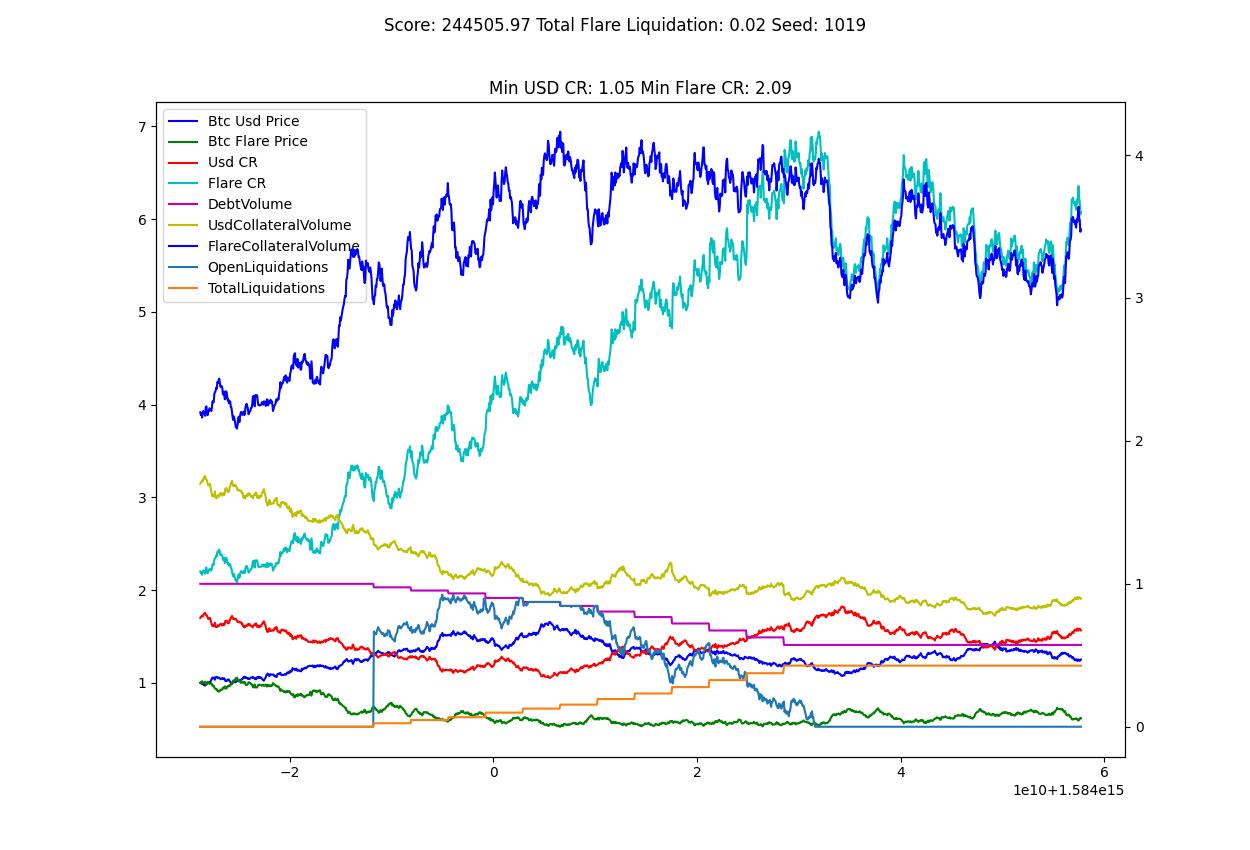 Score: 244505.97 Total Flare Liquidation: 0.02 Seed: 1019
Min USD CR: 1.05 Min Flare CR: 2.09
Btc Usd Price
Btc Flare Price
Usd CR
Flare CR
DebtVolume
UsdCollateralVolume
FlareCollateralVolume
OpenLiquidations
TotalLiquidations
7
6
5
4
3
2
1
4
3
2
1
0
−2 0 2 4 6
1e10+1.584e15